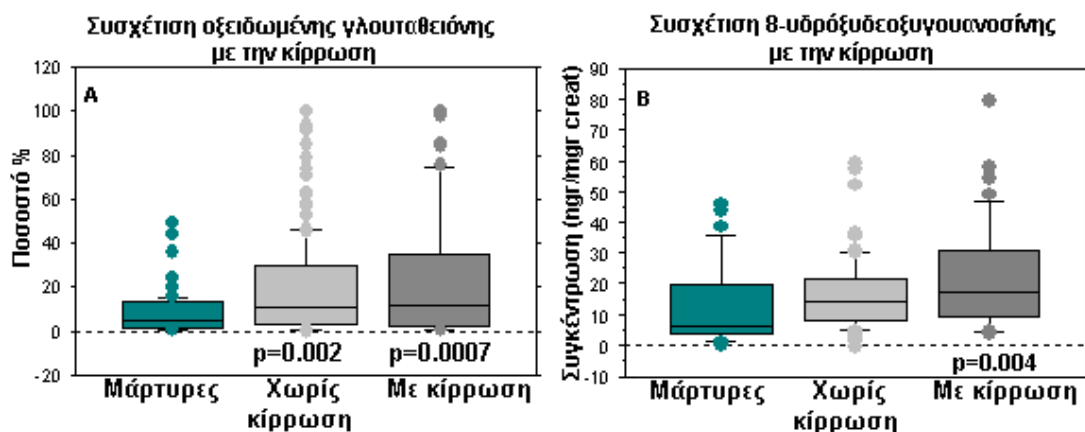 Συσχέτιση οξειδωμένης γλουταθειόνης
με την κίρρωση
120
100
80
60
40
20
0
-20
Ποσοστό %
A
p=0.002
p=0.0007
Μάρτυρες
Χωρίς
κίρρωση
Με κίρρωση
Συσχέτιση 8-υδρόξυδεοξυγουανοσίνης
με την κίρρωση
90
80
70
60
50
40
30
20
10
0
-10
Συγκέντρωση (ngr/mgr creat)
B
p=0.004
Μάρτυρες
Χωρίς
κίρρωση
Με κίρρωση